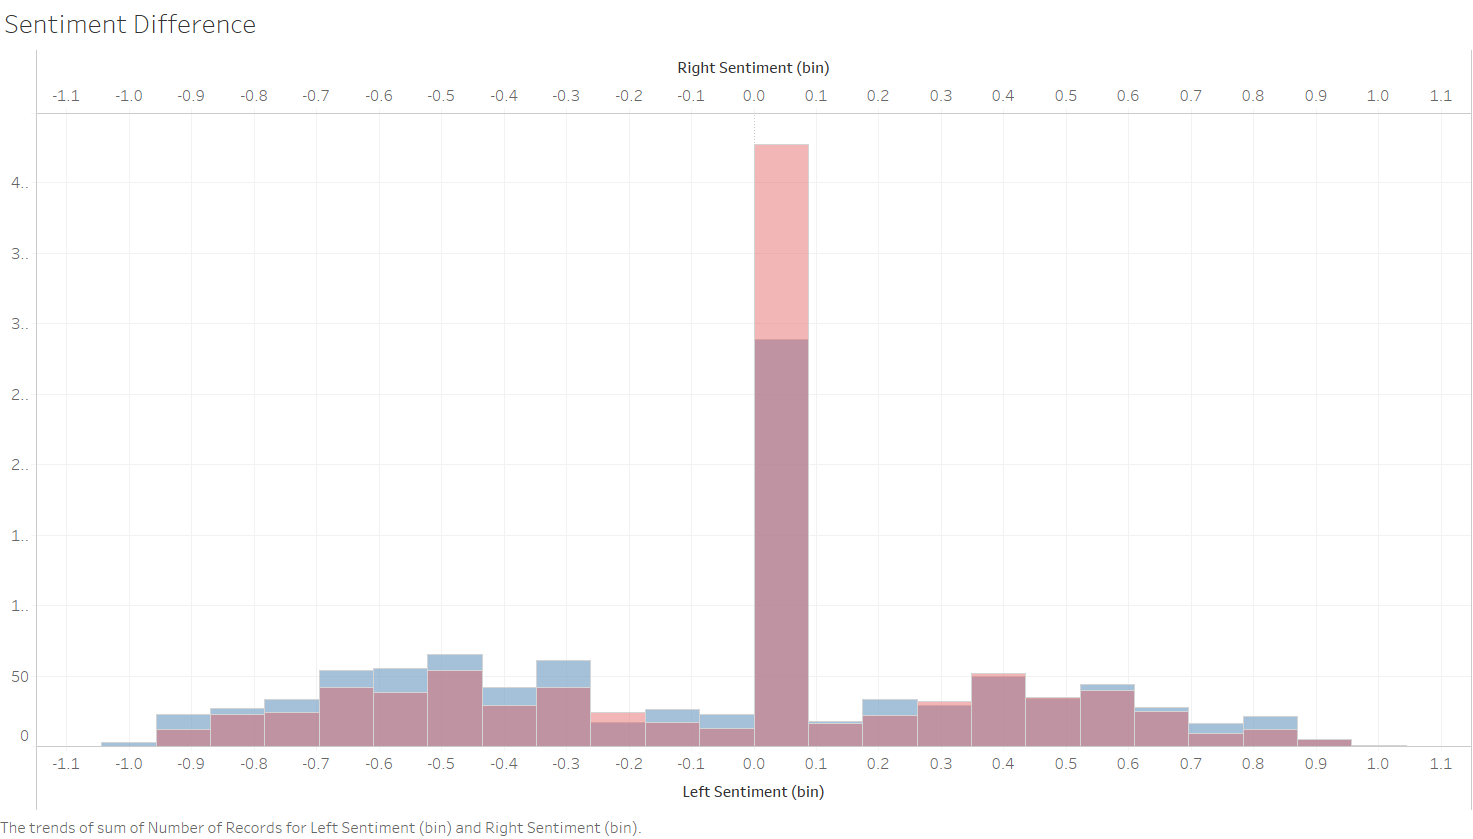 Sentiment Difference
Right Sentiment (bin)
-1.1 -1.0 -0.9 -0.8 -0.7 -0.6 -0.5 -0.4 -0.3 -0.2 -0.1 0.0 0.1 0.2 0.3 0.4 0.5 0.6 0.7 0.8 0.9 1.0 1.1
4..
3..
3..
2..
2..
1..
1..
50
0
-1.1 -1.0 -0.9 -0.8 -0.7 -0.6 -0.5 -0.4 -0.3 -0.2 -0.1 0.0 0.1 0.2 0.3 0.4 0.5 0.6 0.7 0.8 0.9 1.0 1.1
Left Sentiment (bin)
The trends of sum of Number of Records for Left Sentiment (bin) and Right Sentiment (bin).